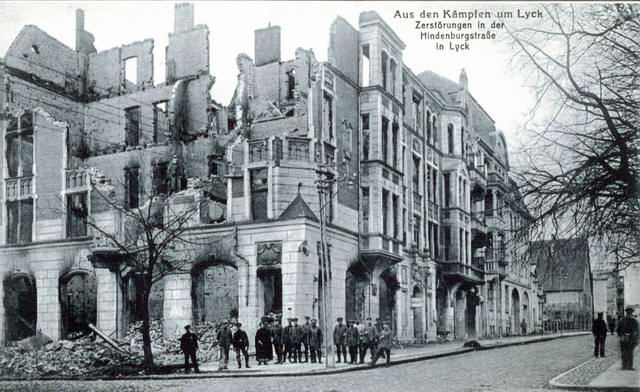 Aus den Kämpfen um Lyck
Zerstörungen in der
Hindenburgstraße
in Lyck